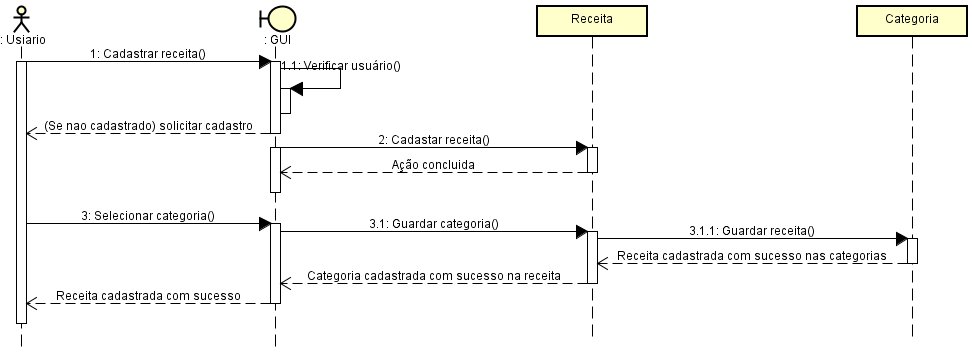 : Usiario
: GUI
Receita
Categoria
1: Cadastrar receita()
1.1: Verificar usuário()
(Se nao cadastrado) solicitar cadastro
2: Cadastar receita()
Ação concluida
3: Selecionar categoria()
3.1: Guardar categoria()
3.1.1: Guardar receita()
Receita cadastrada com sucesso nas categorias
Categoria cadastrada com sucesso na receita
Receita cadastrada com sucesso